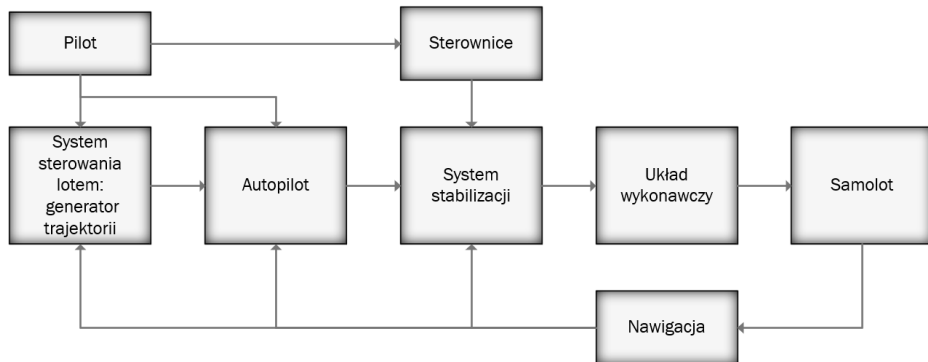 Pilot
Sterownice
System
sterowania
lotem:
generator
trajektorii
Autopilot
System
stabilizacji
Układ
wykonawczy
Samolot
Nawigacja